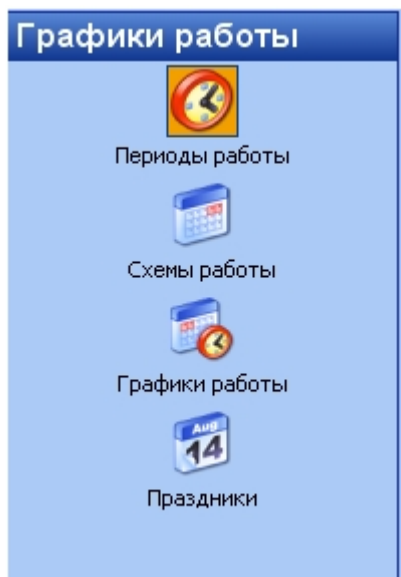 Графики работы
Периоды работы
Схемы работы
Графики работы
Aug
14
Праздники